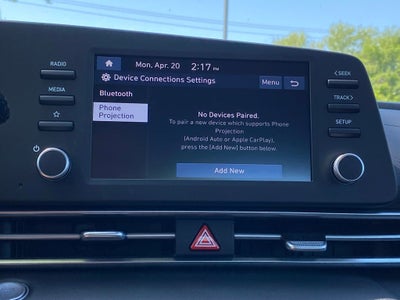 RADIO
MEDIA
Mon, Apr. 20 2:17 PM
Device Connections Settings Menu
Bluetooth
Phone
Projection
No Devices Paired.
To pair a new device which supports Phone
Projection
(Android Auto or Apple CarPlay),
press the [Add New] button below.
Add New
SEEK
TRACK
SETUP